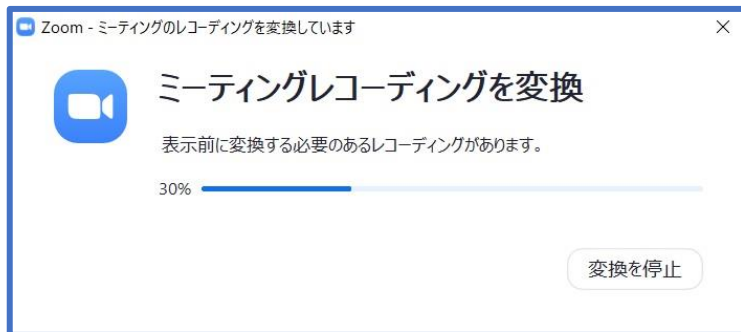 Zoom - ミーティングのレコーディングを変換しています
ミーティングレコーディングを変換
表示前に変換する必要のあるレコーディングがあります。
30%
変換を停止